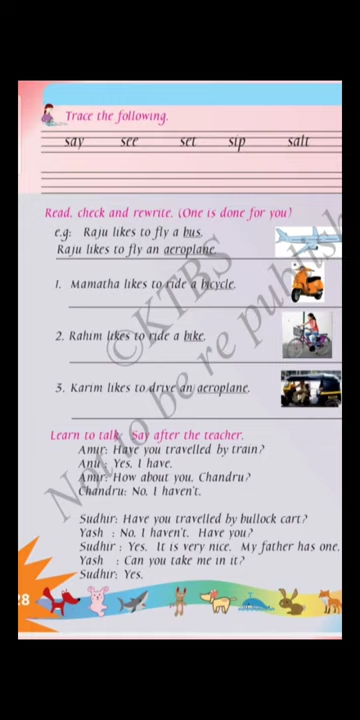 Trace the following.
say see set sip salt
Read, check and rewrite. (One is done for you)
e.g: Raju likes to fly a bus.
Raju likes to fly an aeroplane.
1. Mamatha likes to ride a bicycle.
2. Rahim likes to ride a bike.
3. Karim likes to drive an aeroplane.
Learn to talk. Say after the teacher.
Amir: Have you travelled by train?
Anu : Yes. I have.
Amir: How about you, Chandru?
Chandru: No. I haven't.
Sudhir: Have you travelled by bullock cart?
Yash : No. I haven't. Have you?
Sudhir : Yes. It is very nice. My father has one.
Yash : Can you take me in it?
Sudhir: Yes.
28
©KTBS
Not to be re publish